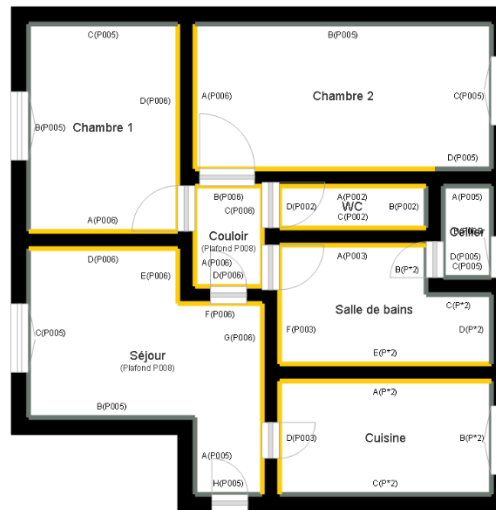 C(P005)
D(P006)
Chambre 1
B(P005)
A(P006)
B(P005)
A(P006)
Chambre 2
C(P005)
D(P005)
B(P006)
C(P006)
Couloir
(Plafond P008)
A(P006)
D(P006)
A(P002)
D(P002)
WC
B(P002)
C(P002)
A(P005)
Cellier
D(P005)
C(P005)
A(P003)
B(P*2)
Salle de bains
C(P*2)
F(P003)
D(P*2)
E(P*2)
D(P006)
E(P006)
F(P006)
C(P005)
G(P006)
Séjour
(Plafond P008)
B(P005)
A(P005)
H(P005)
A(P*2)
D(P003)
Cuisine
B(P*2)
C(P*2)